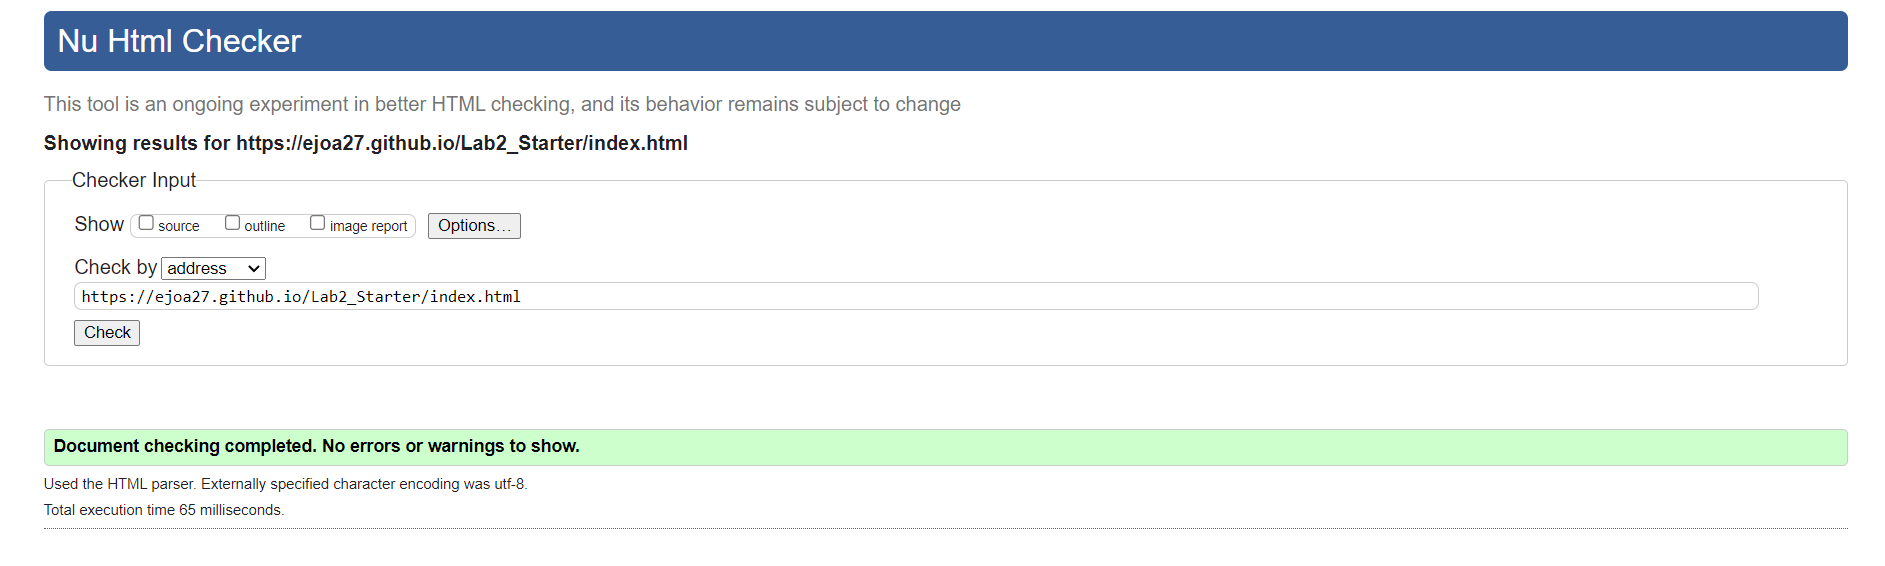 Nu Html Checker
This tool is an ongoing experiment in better HTML checking, and its behavior remains subject to change
Showing results for https://ejoa27.github.io/Lab2_Starter/index.html
Checker Input
Show source outline image report Options...
Check by address
https://ejoa27.github.io/Lab2_Starter/index.html
Check
Document checking completed. No errors or warnings to show.
Used the HTML parser. Externally specified character encoding was utf-8.
Total execution time 65 milliseconds.